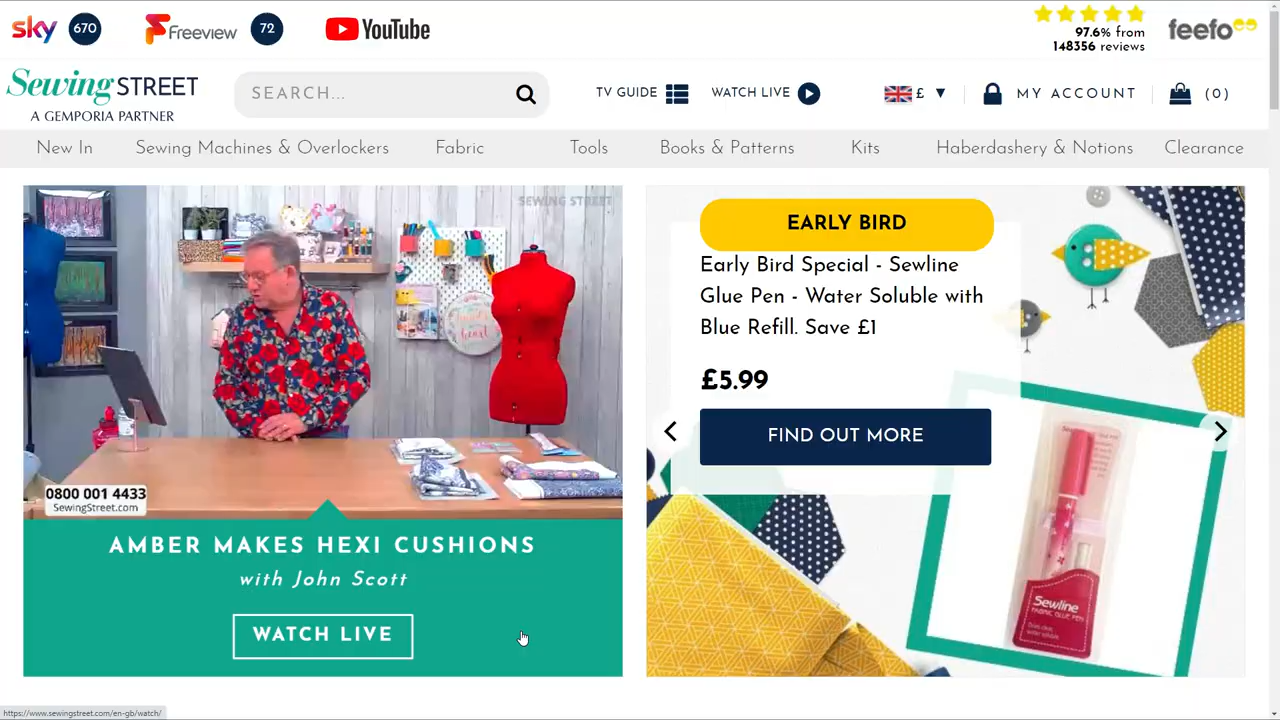 sky 670 Freeview 72 YouTube
97.6% from
148356 reviews
feefo
Sewing STREET
A GEMPORIA PARTNER
SEARCH...
TV GUIDE
WATCH LIVE
£ ▼
MY ACCOUNT
(0)
New In Sewing Machines & Overlockers Fabric Tools Books & Patterns Kits Haberdashery & Notions Clearance
SEWING STREET
0800 001 4433
SewingStreet.com
AMBER MAKES HEXI CUSHIONS
with John Scott
WATCH LIVE
EARLY BIRD
Early Bird Special - Sewline
Glue Pen - Water Soluble with
Blue Refill. Save £1
£5.99
FIND OUT MORE
Sewline
FABRIC GLUE PEN
https://www.sewingstreet.com/en-gb/watch/